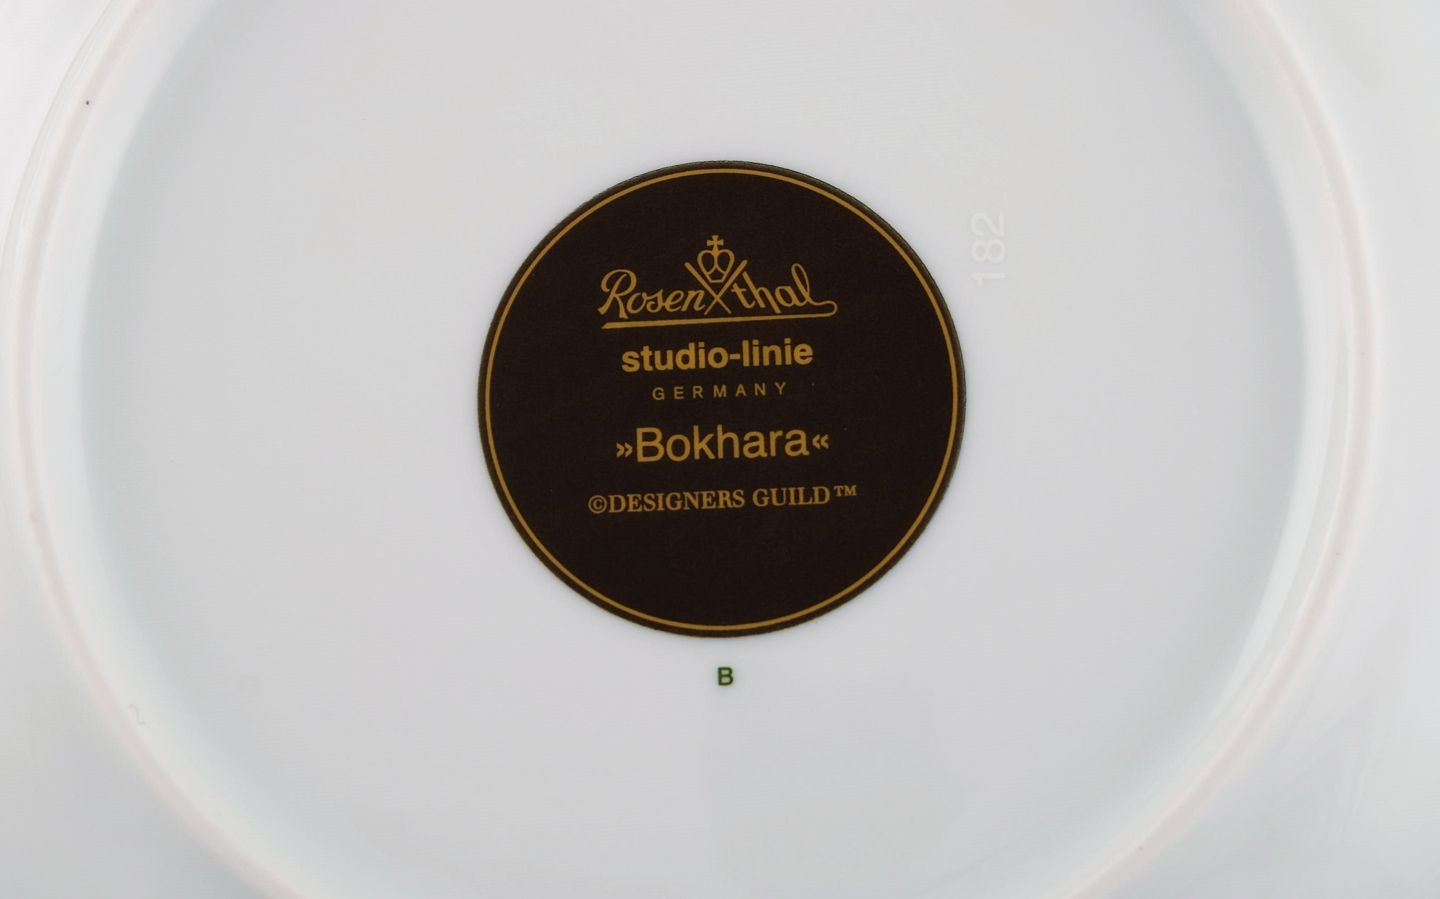 Rosenthal
studio-linie
GERMANY
»Bokhara«
©DESIGNERS GUILD™
B
182